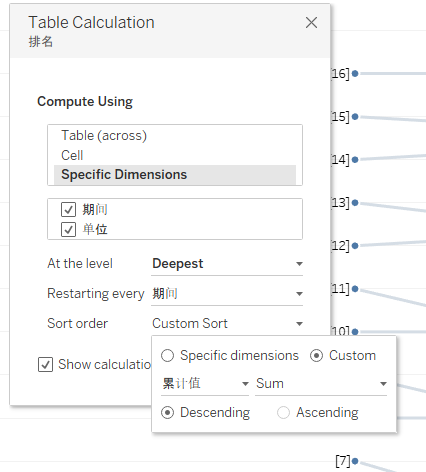 Table Calculation
排名
Compute Using
Table (across)
Cell
Specific Dimensions
期间
单位
At the level Deepest
Restarting every 期间
Sort order Custom Sort
Show calculatio
Specific dimensions Custom
累计值 Sum
Descending Ascending
[16]
15]
[14]
[13]
[12]
[11]
10]
[7]